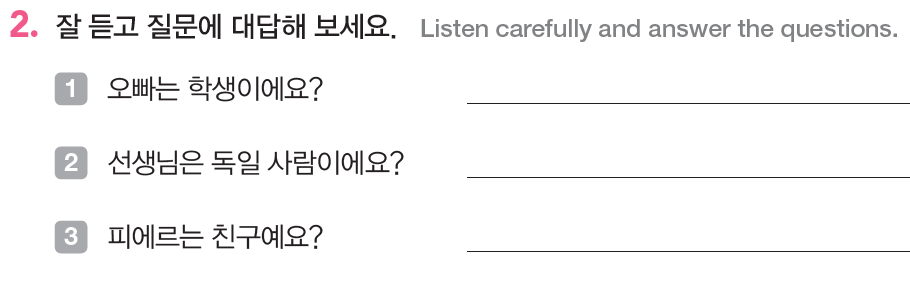 2. 잘 듣고 질문에 대답해 보세요. Listen carefully and answer the questions.
1 오빠는 학생이에요?
2 선생님은 독일 사람이에요?
3 피에르는 친구예요?